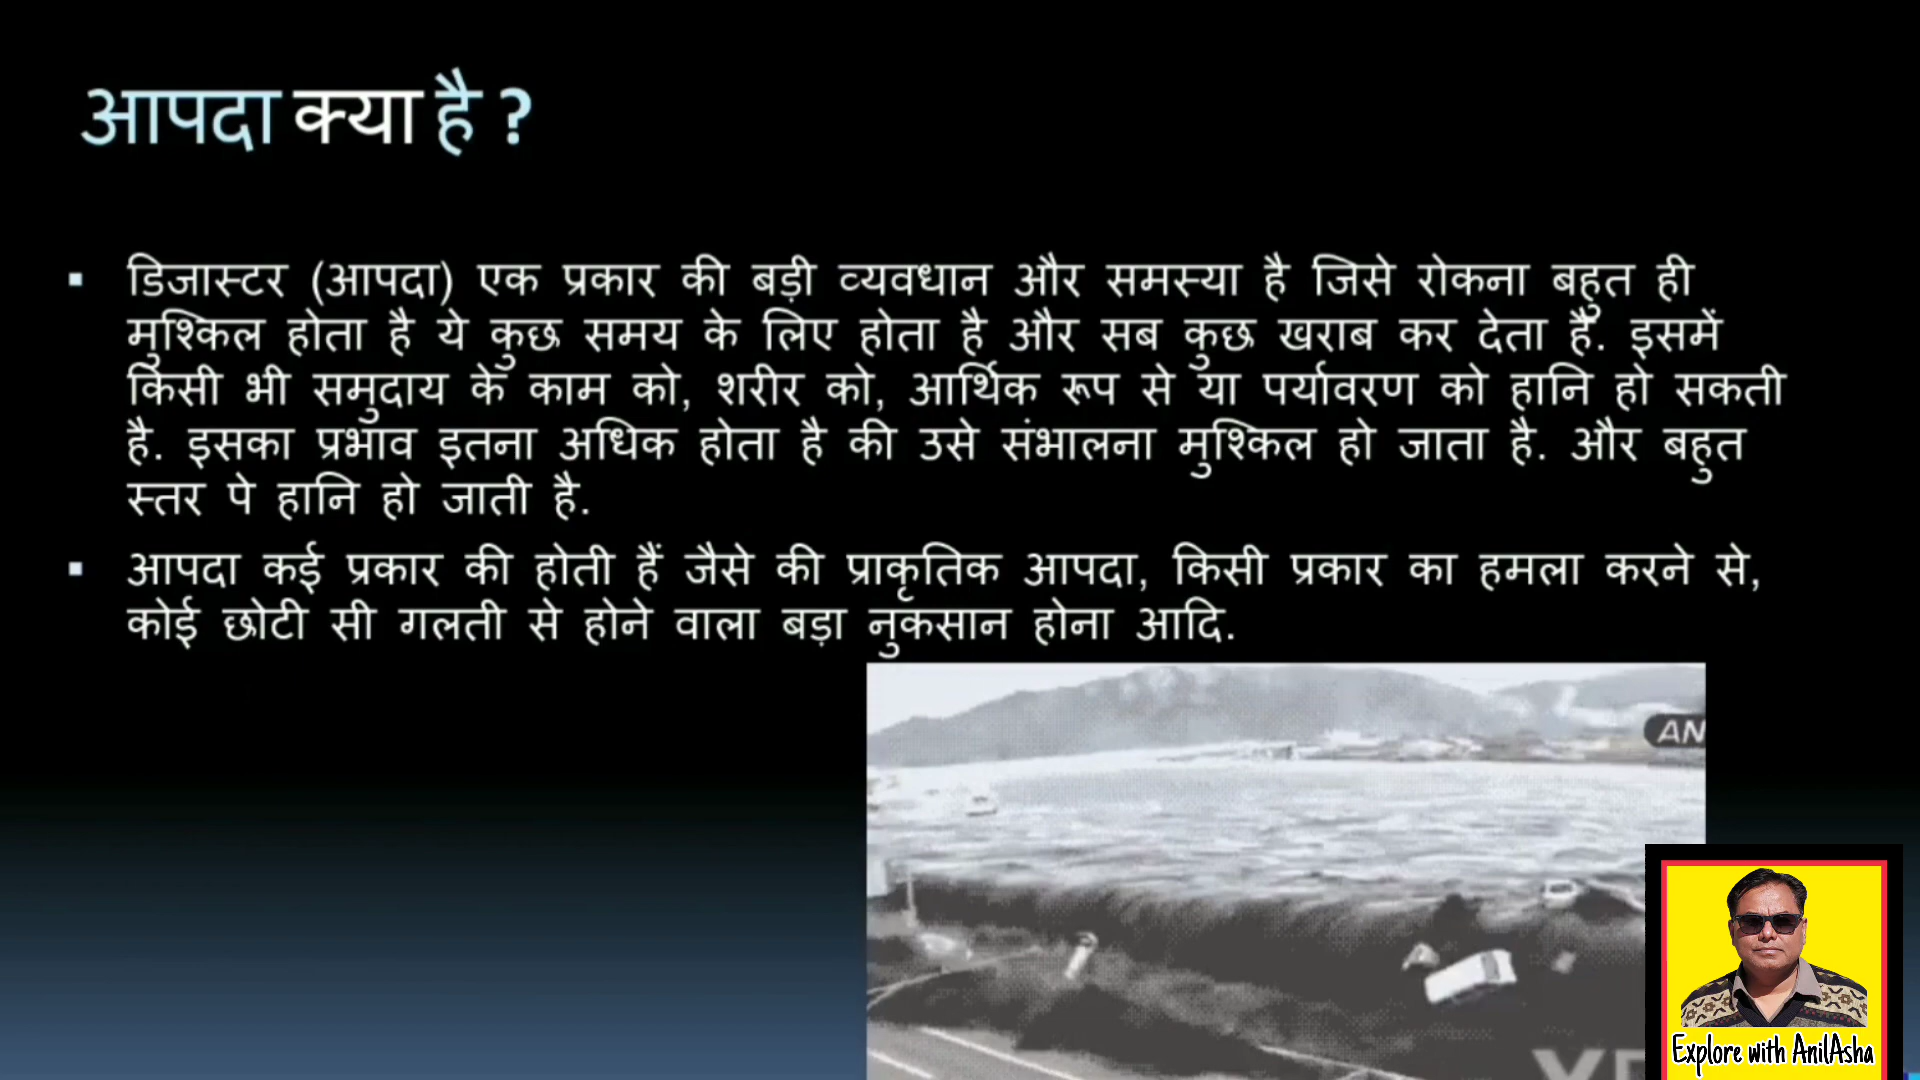 आपदा क्या है ?
▪ डिजास्टर (आपदा) एक प्रकार की बड़ी व्यवधान और समस्या है जिसे रोकना बहुत ही
मुश्किल होता है ये कुछ समय के लिए होता है और सब कुछ खराब कर देता है. इसमें
किसी भी समुदाय के काम को, शरीर को, आर्थिक रूप से या पर्यावरण को हानि हो सकती
है. इसका प्रभाव इतना अधिक होता है की उसे संभालना मुश्किल हो जाता है. और बहुत
स्तर पे हानि हो जाती है.
▪ आपदा कई प्रकार की होती हैं जैसे की प्राकृतिक आपदा, किसी प्रकार का हमला करने से,
कोई छोटी सी गलती से होने वाला बड़ा नुकसान होना आदि.
AN
Explore with AnilAsha